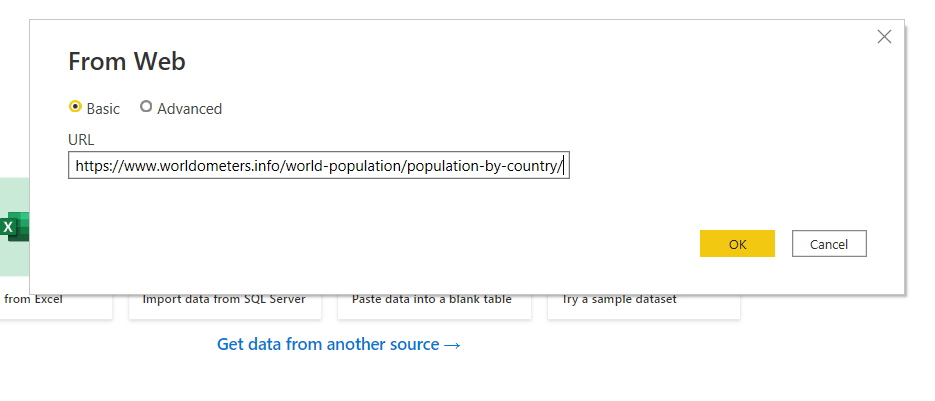 From Web
Basic
Advanced
URL
https://www.worldometers.info/world-population/population-by-country/
OK
Cancel
X
from Excel
Import data from SQL Server
Paste data into a blank table
Try a sample dataset
Get data from another source →